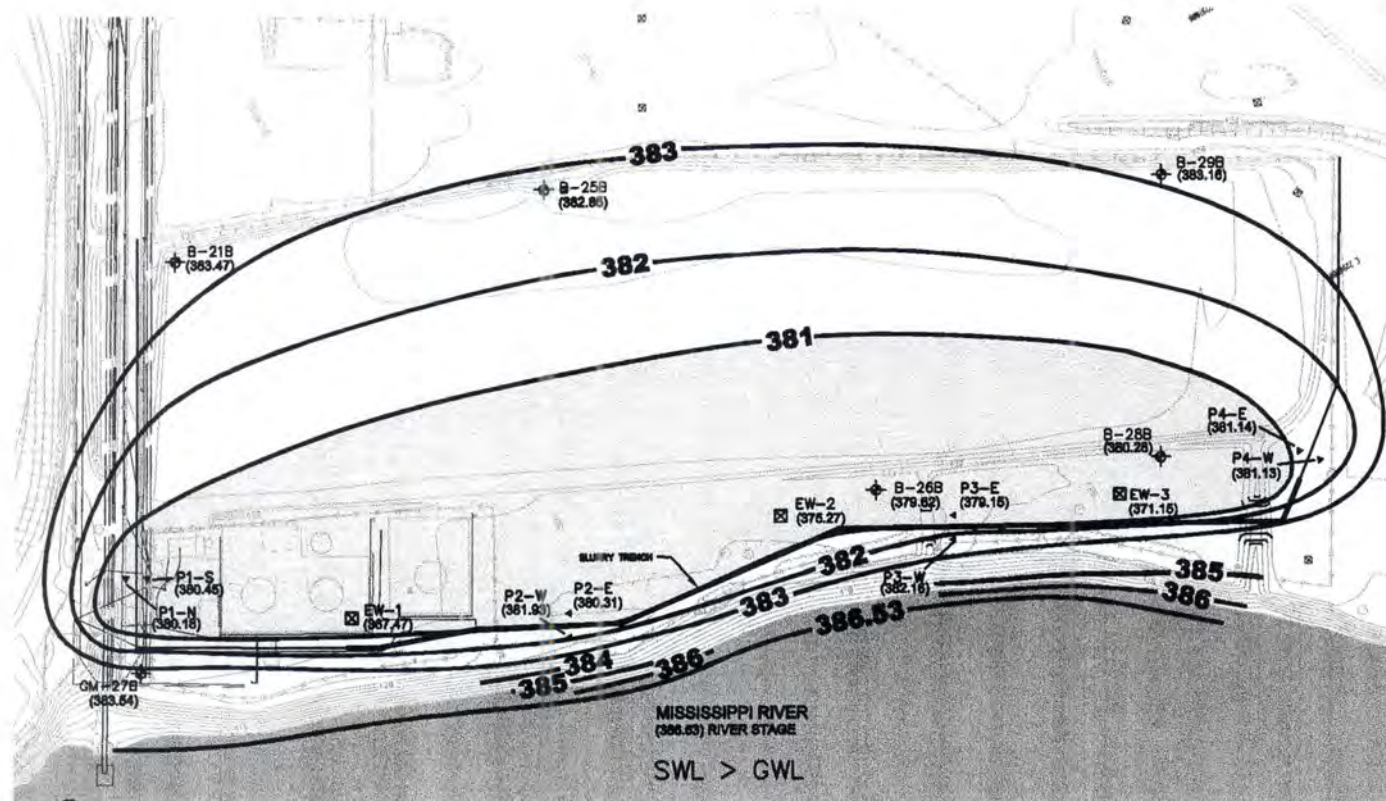 383
B-29B
(383.16)
B-25B
(382.86)
B-21B
(383.47)
382
381
P4-E
(381.14)
B-28B
(380.28)
P4-W
(381.13)
B-26B
(379.62)
P3-E
(379.15)
EW-3
(371.15)
EW-2
(375.27)
SLURRY TRENCH
382
P3-W
(382.16)
385
P1-S
(380.45)
P2-W
(381.93)
P2-E
(380.31)
383
386
P1-N
(380.18)
EW-1
(367.47)
386.53
384
386
385
GM-27B
(383.54)
MISSISSIPPI RIVER
(386.53) RIVER STAGE
SWL > GWL